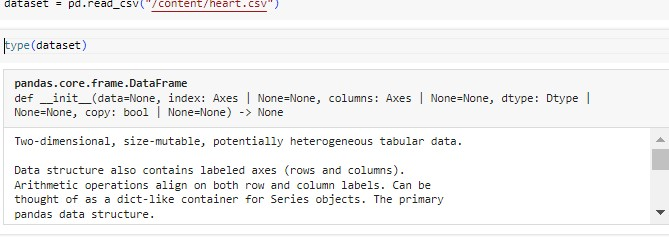 dataset = pd.read_csv("/content/heart.csv")
type(dataset)
pandas.core.frame.DataFrame
def __init__(data=None, index: Axes | None=None, columns: Axes | None=None, dtype: Dtype |
None=None, copy: bool | None=None) -> None
Two-dimensional, size-mutable, potentially heterogeneous tabular data.
Data structure also contains labeled axes (rows and columns).
Arithmetic operations align on both row and column labels. Can be
thought of as a dict-like container for Series objects. The primary
pandas data structure.